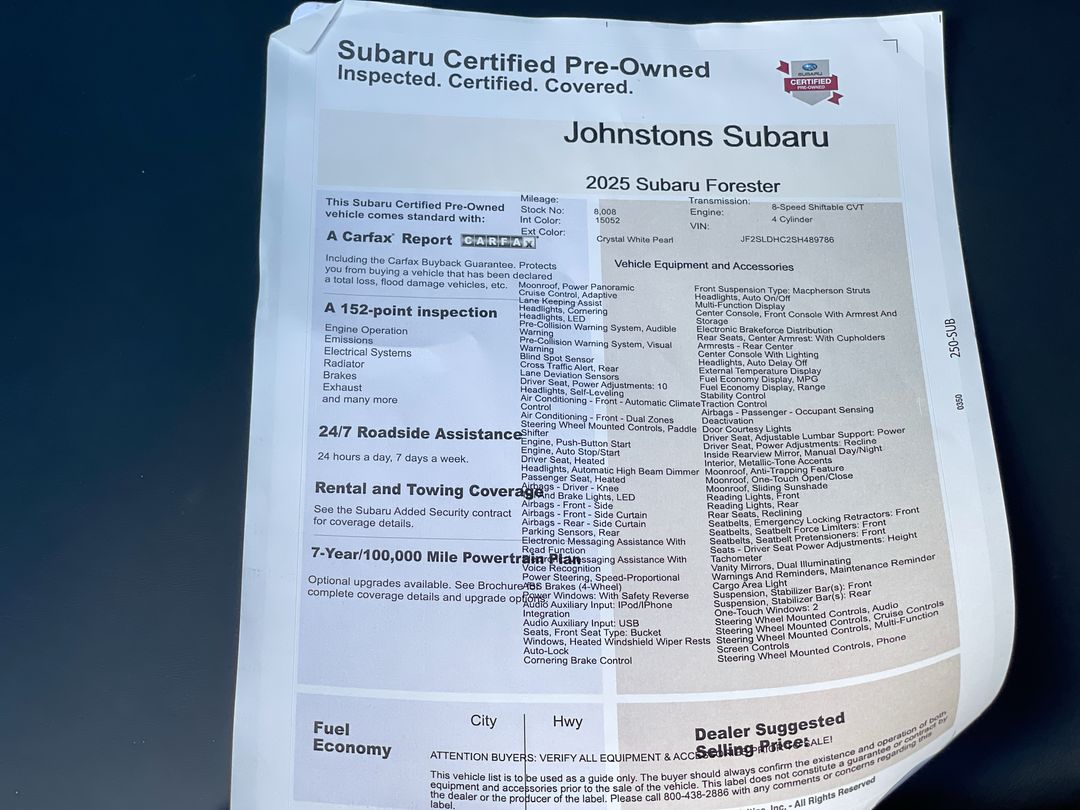 Subaru Certified Pre-Owned
Inspected. Certified. Covered.
SUBARU
CERTIFIED
PRE-OWNED
Johnstons Subaru
2025 Subaru Forester
This Subaru Certified Pre-Owned
vehicle comes standard with:
A Carfax Report CARFAX
Including the Carfax Buyback Guarantee. Protects
you from buying a vehicle that has been declared
a total loss, flood damage vehicles, etc.
A 152-point inspection
Engine Operation
Emissions
Electrical Systems
Radiator
Brakes
Exhaust
and many more
24/7 Roadside Assistance
24 hours a day, 7 days a week.
Rental and Towing Coverage
See the Subaru Added Security contract
for coverage details.
7-Year/100,000 Mile Powertrain Plan
Optional upgrades available. See Brochure for
complete coverage details and upgrade options.
Mileage:
Stock No: 8,008
Int Color: 15052
Ext Color:
Crystal White Pearl
Transmission: 8-Speed Shiftable CVT
Engine: 4 Cylinder
VIN:
JF2SLDHC2SH489786
Vehicle Equipment and Accessories
Moonroof, Power Panoramic
Cruise Control, Adaptive
Lane Keeping Assist
Headlights, Cornering
Headlights, LED
Pre-Collision Warning System, Audible
Warning
Pre-Collision Warning System, Visual
Warning
Blind Spot Sensor
Cross Traffic Alert, Rear
Lane Deviation Sensors
Driver Seat, Power Adjustments: 10
Headlights, Self-Leveling
Air Conditioning - Front - Automatic Climate
Control
Air Conditioning - Front - Dual Zones
Steering Wheel Mounted Controls, Paddle
Shifter
Engine, Push-Button Start
Engine, Auto Stop/Start
Driver Seat, Heated
Headlights, Automatic High Beam Dimmer
Passenger Seat, Heated
Airbags - Driver - Knee
And Brake Lights, LED
Airbags - Front - Side
Airbags - Front - Side Curtain
Airbags - Rear - Side Curtain
Parking Sensors, Rear
Electronic Messaging Assistance With
Read Function
Messaging Assistance With
Voice Recognition
Power Steering, Speed-Proportional
ABS Brakes (4-Wheel)
Power Windows: With Safety Reverse
Audio Auxiliary Input: IPod/IPhone
Integration
Audio Auxiliary Input: USB
Seats, Front Seat Type: Bucket
Windows, Heated Windshield Wiper Rests
Auto-Lock
Cornering Brake Control
Front Suspension Type: Macpherson Struts
Headlights, Auto On/Off
Multi-Function Display
Center Console, Front Console With Armrest And
Storage
Electronic Brakeforce Distribution
Rear Seats, Center Armrest: With Cupholders
Armrests - Rear Center
Center Console With Lighting
Headlights, Auto Delay Off
External Temperature Display
Fuel Economy Display, MPG
Fuel Economy Display, Range
Stability Control
Traction Control
Airbags - Passenger - Occupant Sensing
Deactivation
Door Courtesy Lights
Driver Seat, Adjustable Lumbar Support: Power
Driver Seat, Power Adjustments: Recline
Inside Rearview Mirror, Manual Day/Night
Interior, Metallic-Tone Accents
Moonroof, Anti-Trapping Feature
Moonroof, One-Touch Open/Close
Moonroof, Sliding Sunshade
Reading Lights, Front
Reading Lights, Rear
Rear Seats, Reclining
Seatbelts, Emergency Locking Retractors: Front
Seatbelts, Seatbelt Force Limiters: Front
Seatbelts, Seatbelt Pretensioners: Front
Seats - Driver Seat Power Adjustments: Height
Tachometer
Vanity Mirrors, Dual Illuminating
Warnings And Reminders, Maintenance Reminder
Cargo Area Light
Suspension, Stabilizer Bar(s): Front
Suspension, Stabilizer Bar(s): Rear
One-Touch Windows: 2
Steering Wheel Mounted Controls, Audio
Steering Wheel Mounted Controls, Cruise Controls
Steering Wheel Mounted Controls, Multi-Function
Screen Controls
Steering Wheel Mounted Controls, Phone
250-SUB
0350
Fuel
Economy
City
Hwy
Dealer Suggested
Selling Price:
ATTENTION BUYERS: VERIFY ALL EQUIPMENT & ACCESSORIES PRIOR TO SALE!
This vehicle list is to be used as a guide only. The buyer should always confirm the existence and operation of both
equipment and accessories prior to the sale of the vehicle. This label does not constitute a guarantee or contract by
the dealer or the producer of the label. Please call 800-438-2886 with any comments or concerns regarding this
label.
Inc. - All Rights Reserved